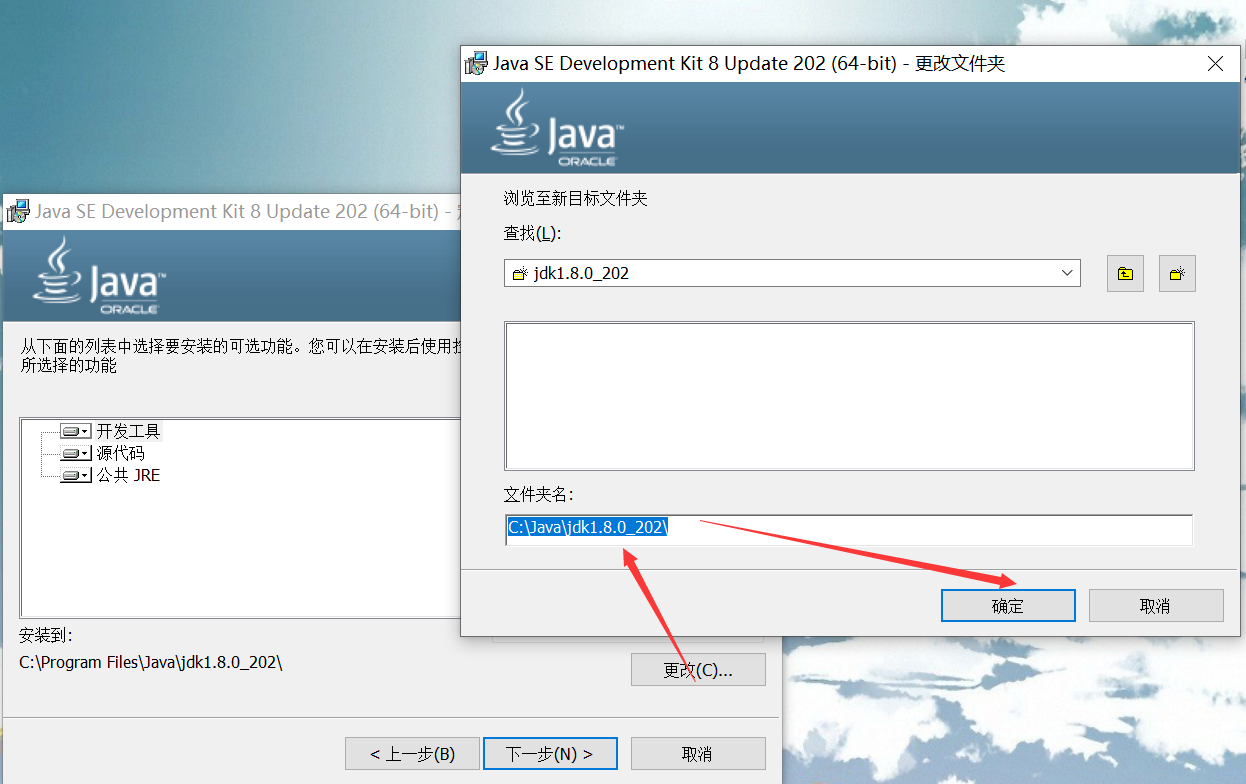 Java SE Development Kit 8 Update 202 (64-bit) - 更改文件夹
Java™
ORACLE
浏览至新目标文件夹
查找(L):
jdk1.8.0_202
文件夹名:
C:\Java\jdk1.8.0_202\
确定
取消
Java SE Development Kit 8 Update 202 (64-bit) -
Java™
ORACLE
从下面的列表中选择要安装的可选功能。您可以在安装后使用
所选择的功能
开发工具
源代码
公共 JRE
安装到:
C:\Program Files\Java\jdk1.8.0_202\
更改(C)...
< 上一步(B)
下一步(N) >
取消